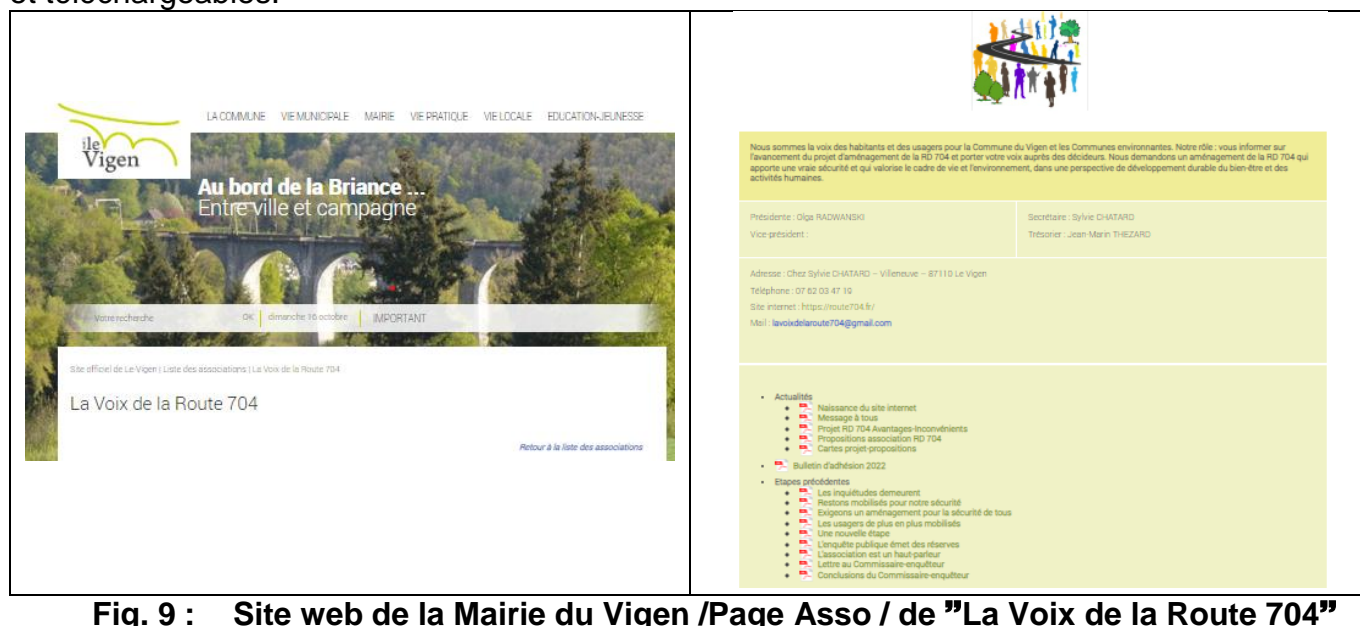 et téléchargeables.
LA COMMUNE VIE MUNICIPALE MAIRIE VIE PRATIQUE VIE LOCALE EDUCATION-JEUNESSE
le
Vigen
Au bord de la Briance ...
Entre ville et campagne
Votre recherche OK dimanche 16 octobre IMPORTANT
Site officiel de Le Vigen | Liste des associations | La Voix de la Route 704
La Voix de la Route 704
Retour à la liste des associations
Nous sommes la voix des habitants et des usagers pour la Commune du Vigen et les Communes environnantes. Notre rôle : vous informer sur
l'avancement du projet d'aménagement de la RD 704 et porter votre voix auprès des décideurs. Nous demandons un aménagement de la RD 704 qui
apporte une vraie sécurité et qui valorise le cadre de vie et l'environnement, dans une perspective de développement durable du bien-être et des
activités humaines.
Présidente : Olga RADWANSKI
Vice-président :
Secrétaire : Sylvie CHATARD
Trésorier : Jean-Marin THEZARD
Adresse : Chez Sylvie CHATARD – Villeneuve – 87110 Le Vigen
Téléphone : 07 62 03 47 19
Site internet : https://route704.fr/
Mail : lavoixdelaroute704@gmail.com
• Actualités
◆ Naissance du site internet
◆ Message à tous
◆ Projet RD 704 Avantages-Inconvénients
◆ Propositions association RD 704
◆ Cartes projet-propositions
• Bulletin d'adhésion 2022
• Etapes précédentes
◆ Les inquiétudes demeurent
◆ Restons mobilisés pour notre sécurité
◆ Exigeons un aménagement pour la sécurité de tous
◆ Les usagers de plus en plus mobilisés
◆ Une nouvelle étape
◆ L'enquête publique émet des réserves
◆ L'association est un haut-parleur
◆ Lettre au Commissaire-enquêteur
◆ Conclusions du Commissaire-enquêteur
Fig. 9 : Site web de la Mairie du Vigen /Page Asso / de ”La Voix de la Route 704”